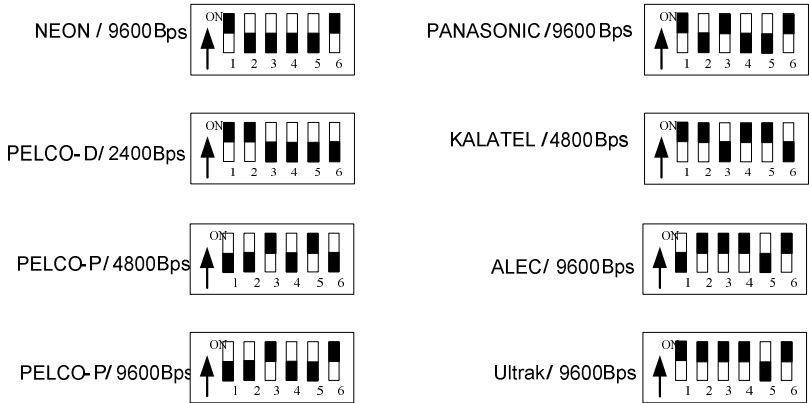 NEON / 9600Bps
ON
1 2 3 4 5 6
PANASONIC /9600 Bps
ON
1 2 3 4 5 6
PELCO-D/ 2400Bps
ON
1 2 3 4 5 6
KALATEL /4800Bps
ON
1 2 3 4 5 6
PELCO-P/ 4800Bps
ON
1 2 3 4 5 6
ALEC/ 9600Bps
ON
1 2 3 4 5 6
PELCO-P/ 9600Bps
ON
1 2 3 4 5 6
Ultrak/ 9600Bps
ON
1 2 3 4 5 6